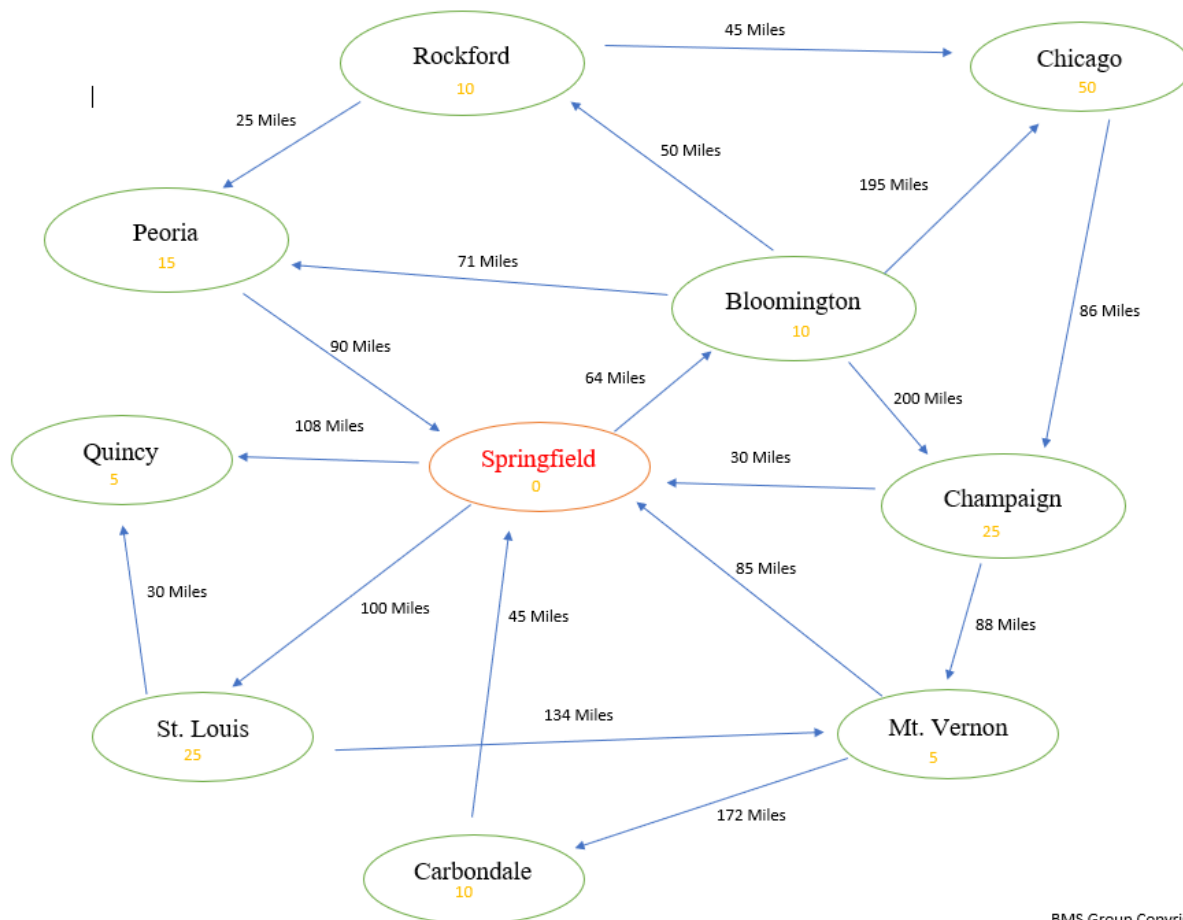 45 Miles
Rockford
10
Chicago
50
25 Miles
50 Miles
195 Miles
Peoria
15
71 Miles
Bloomington
10
86 Miles
90 Miles
64 Miles
200 Miles
108 Miles
Quincy
5
Springfield
0
30 Miles
Champaign
25
30 Miles
100 Miles
45 Miles
85 Miles
88 Miles
St. Louis
25
134 Miles
Mt. Vernon
5
172 Miles
Carbondale
10
BMS Group